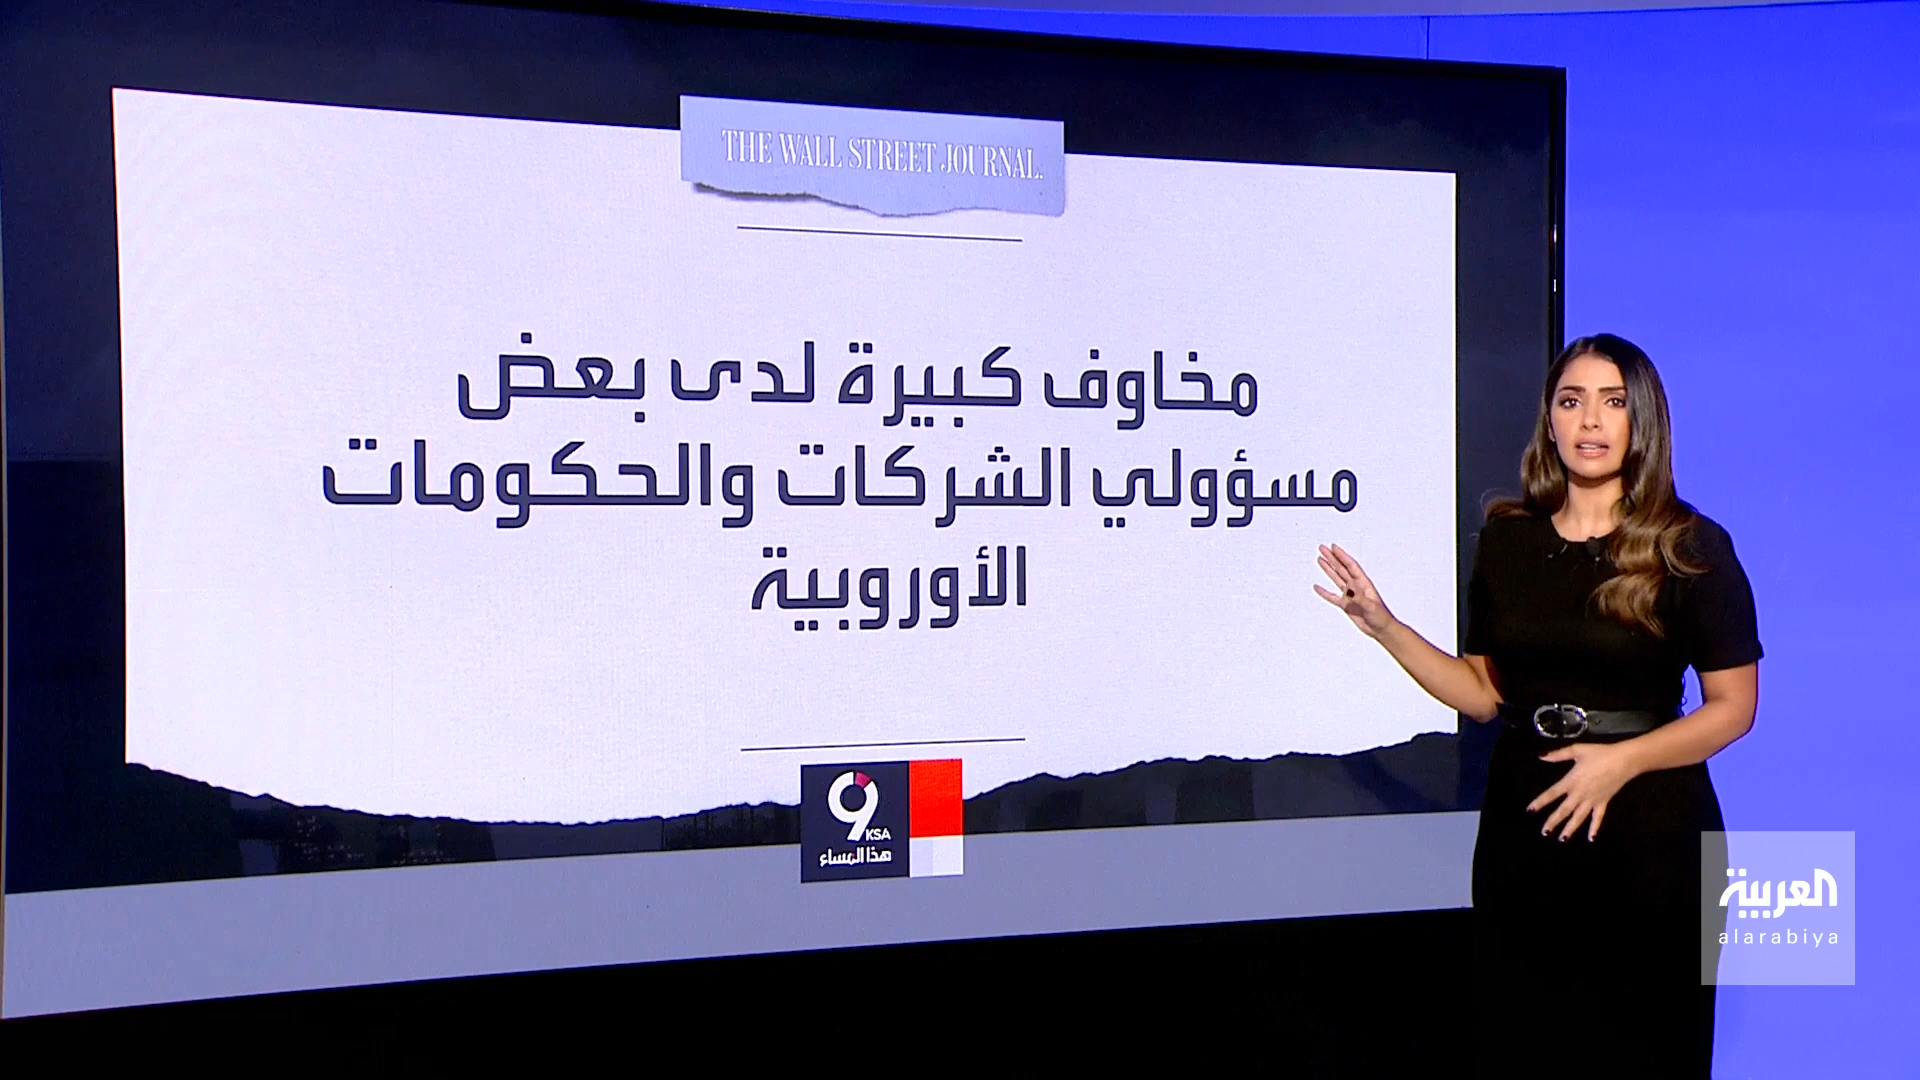 THE WALL STREET JOURNAL.
مخاوف كبيرة لدى بعض
مسؤولي الشركات والحكومات
الأوروبية
9
KSA
هذا المساء
العربية
alarabiya